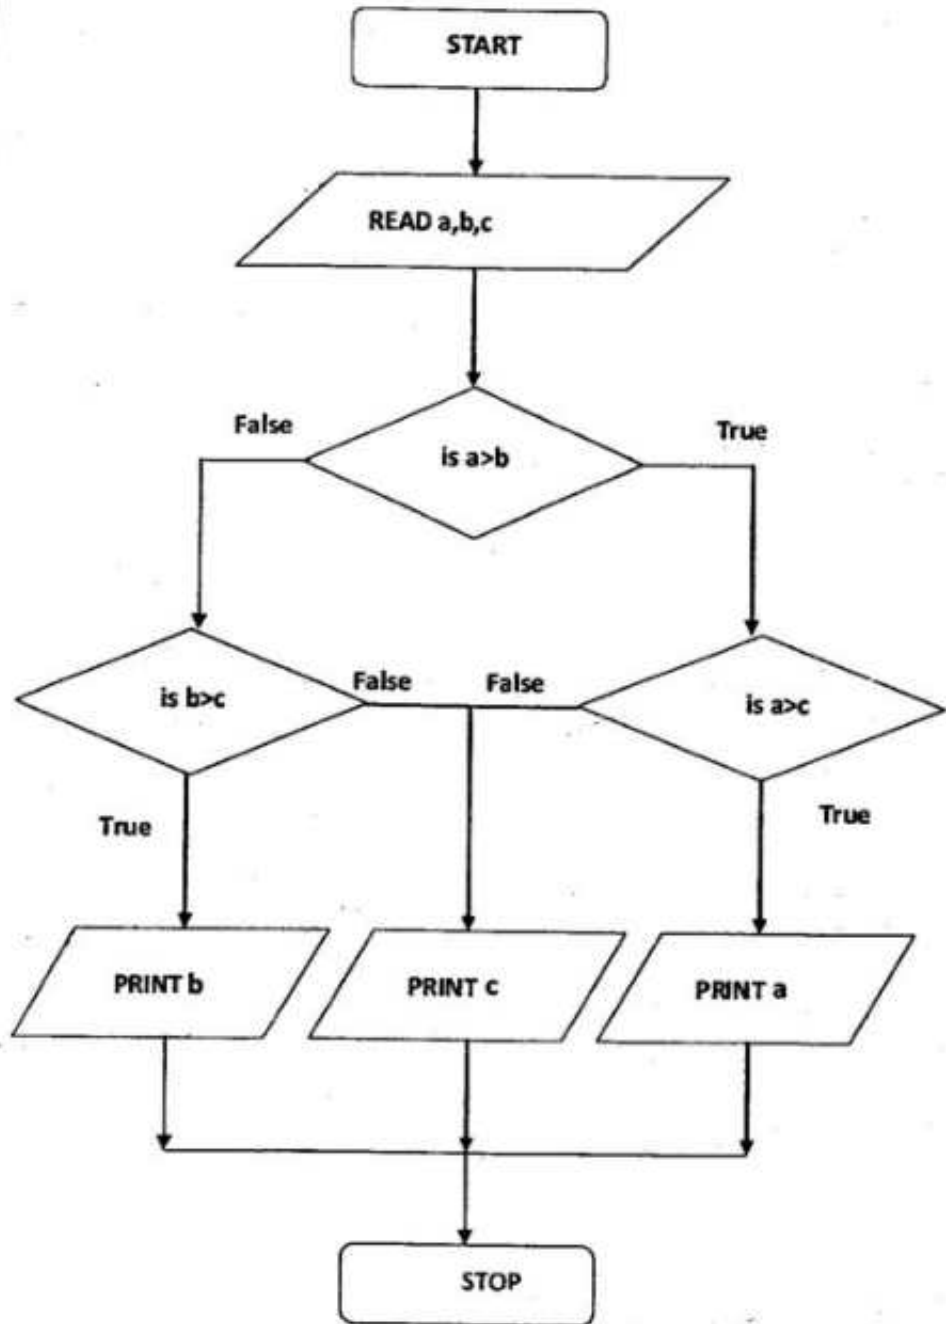 START
READ a,b,c
is a>b
False
True
is b>c
False
False
is a>c
True
True
PRINT b
PRINT c
PRINT a
STOP